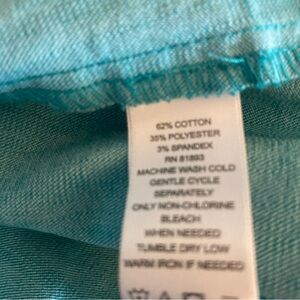 62% COTTON
35% POLYESTER
3% SPANDEX
RN 81893
MACHINE WASH COLD
GENTLE CYCLE
SEPARATELY
ONLY NON-CHLORINE
BLEACH
WHEN NEEDED
TUMBLE DRY LOW
WARM IRON IF NEEDED